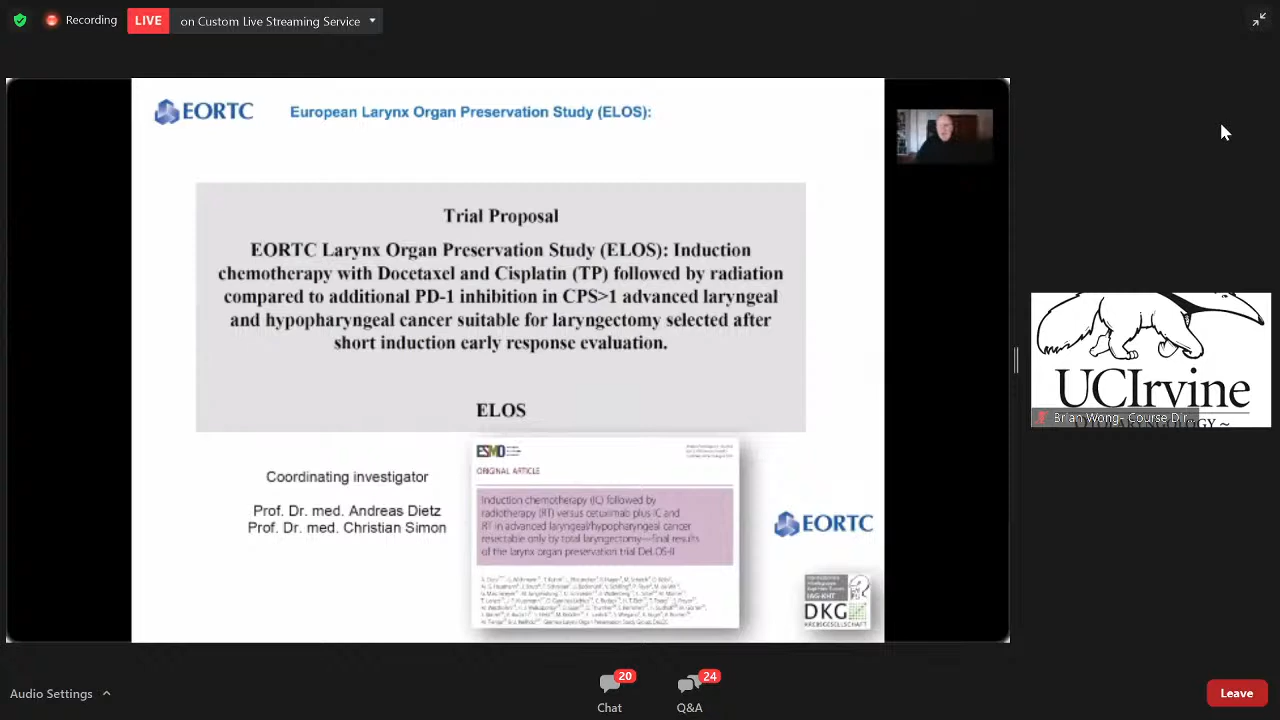 Recording
LIVE
on Custom Live Streaming Service
EORTC
European Larynx Organ Preservation Study (ELOS):
Trial Proposal
EORTC Larynx Organ Preservation Study (ELOS): Induction
chemotherapy with Docetaxel and Cisplatin (TP) followed by radiation
compared to additional PD-1 inhibition in CPS>1 advanced laryngeal
and hypopharyngeal cancer suitable for laryngectomy selected after
short induction early response evaluation.
ELOS
Coordinating investigator
Prof. Dr. med. Andreas Dietz
Prof. Dr. med. Christian Simon
ESMO
ORIGINAL ARTICLE
Induction chemotherapy (IC) followed by
radiotherapy (RT) versus cetuximab plus IC and
RT in advanced laryngeal/hypopharyngeal cancer
resectable only by total laryngectomy—final results
of the larynx organ preservation trial DeLOS-II
EORTC
DKG
KREBSGESELLSCHAFT
UCIrvine
Brian Wong- Course Dir...
Audio Settings
20
Chat
24
Q&A
Leave